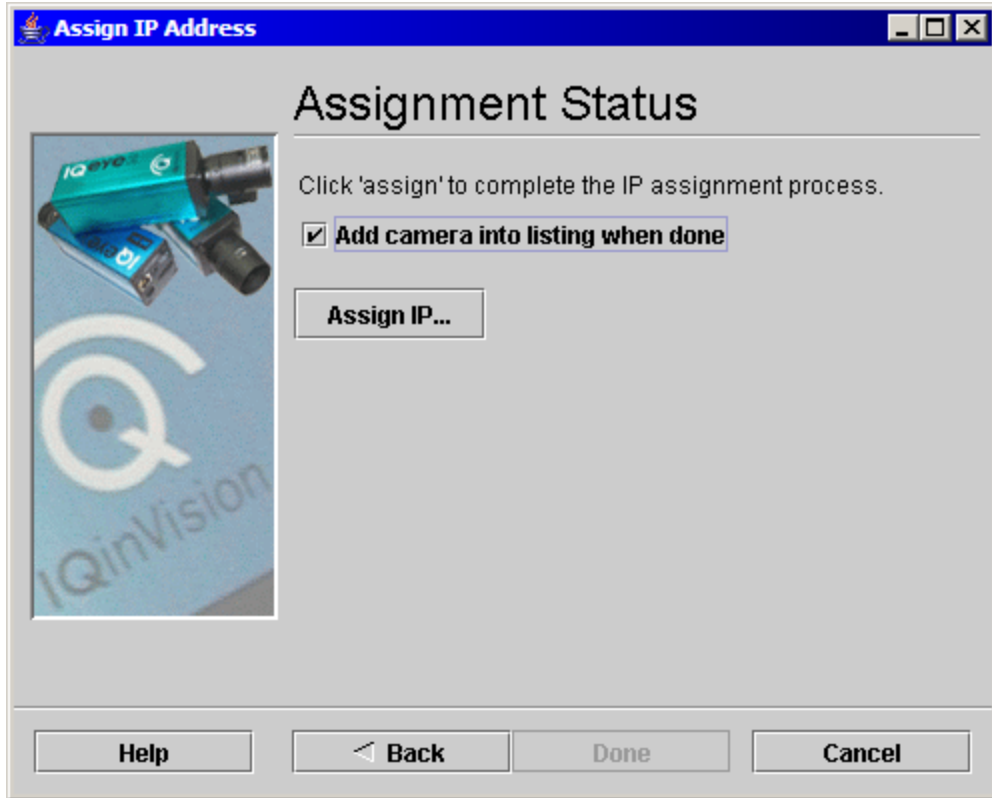 Assign IP Address
Assignment Status
IQeye
IQeye
IQinVision
Click 'assign' to complete the IP assignment process.
Add camera into listing when done
Assign IP...
Help
Back
Done
Cancel